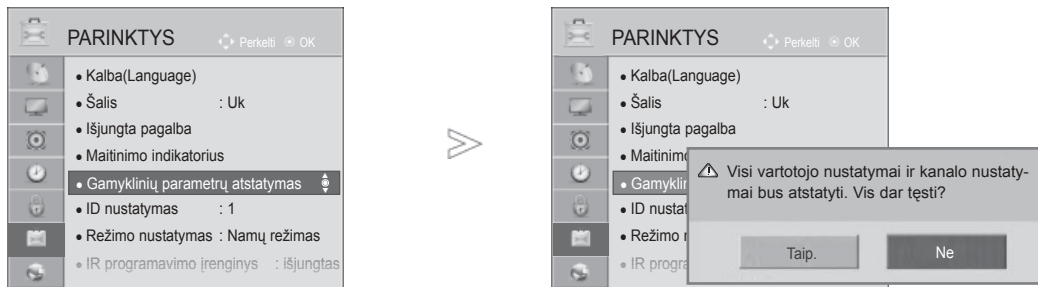 PARINKTYS
Perkelti OK
Kalba(Language)
Šalis : Uk
Išjungta pagalba
Maitinimo indikatorius
Gamyklinių parametrų atstatymas
ID nustatymas : 1
Režimo nustatymas : Namų režimas
IR programavimo įrenginys : išjungtas
PARINKTYS
Perkelti OK
Kalba(Language)
Šalis : Uk
Išjungta pagalba
Maitinimo
Gamyklin
ID nustat
Režimo n
IR progra
Visi vartotojo nustatymai ir kanalo nustaty-
mai bus atstatyti. Vis dar tęsti?
Taip.
Ne